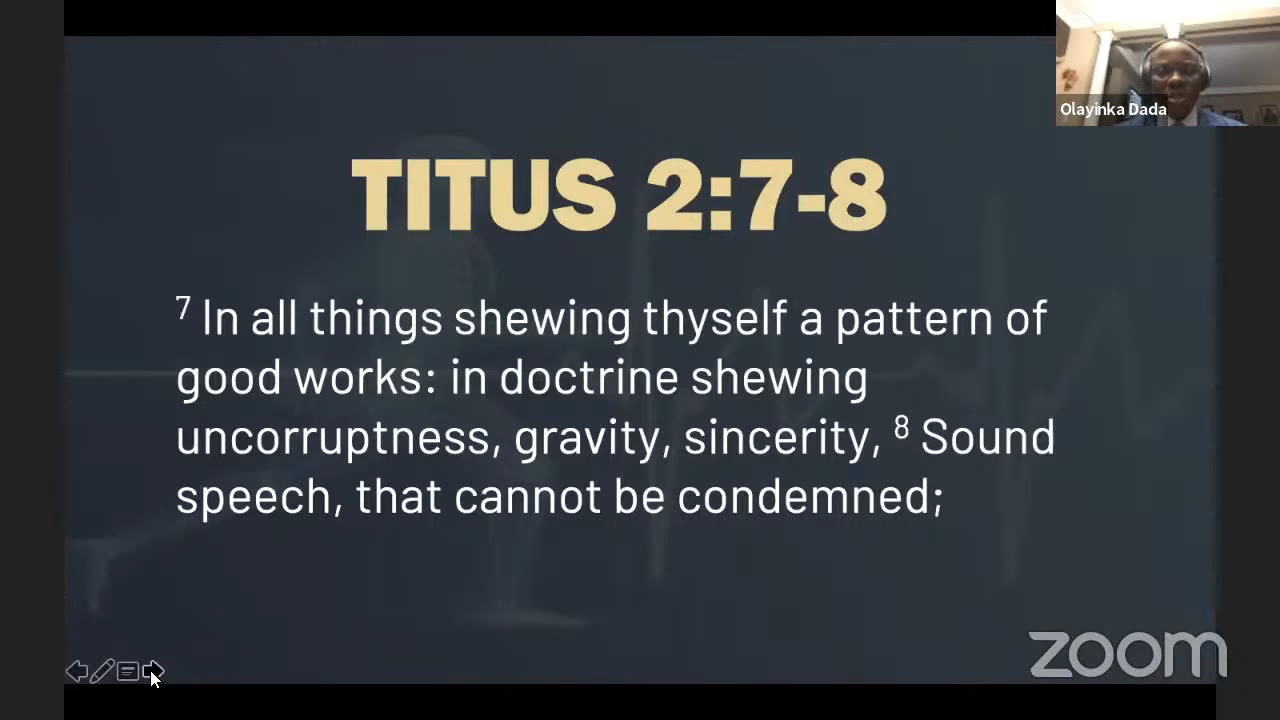 Olayinka Dada
TITUS 2:7-8
7 In all things shewing thyself a pattern of
good works: in doctrine shewing
uncorruptness, gravity, sincerity, 8 Sound
speech, that cannot be condemned;
zoom